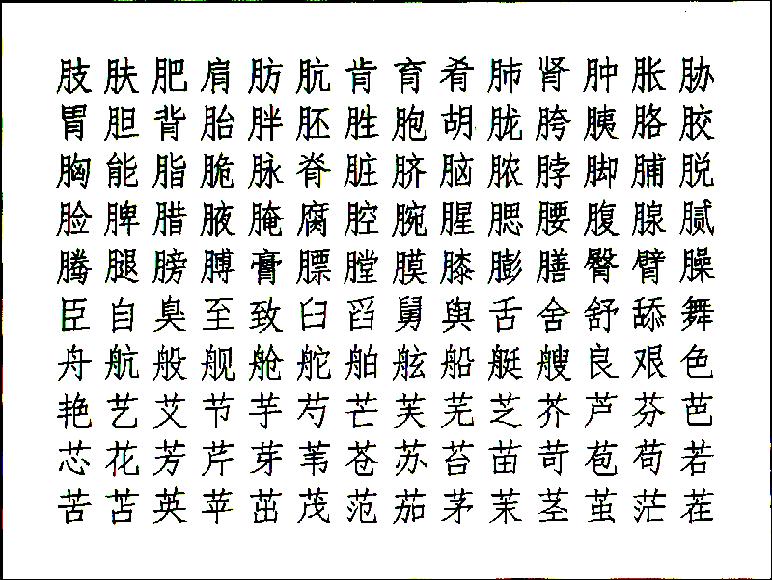 肢肤肥肩肪肮肯育肴肺肾肿胀胁
胃胆背胎胖胚胜胞胡胧胯胰胳胶
胸能脂脆脉脊脏脐脑脓脖脚脯脱
脸脾腊腋腌腐腔腕腥腮腰腹腺腻
腾腿膀膊膏膘膛膜膝膨膳臀臂臊
臣自臭至致臼舀舅舆舌舍舒舔舞
舟航般舰舱舵舶舷船艇艘良艰色
艳艺艾节芋芍芒芙芜芝芥芦芬芭
芯花芳芹芽苇苍苏苔苗苛苞苟若
苦苫英苹茁茂范茄茅茉茎茧茫茬